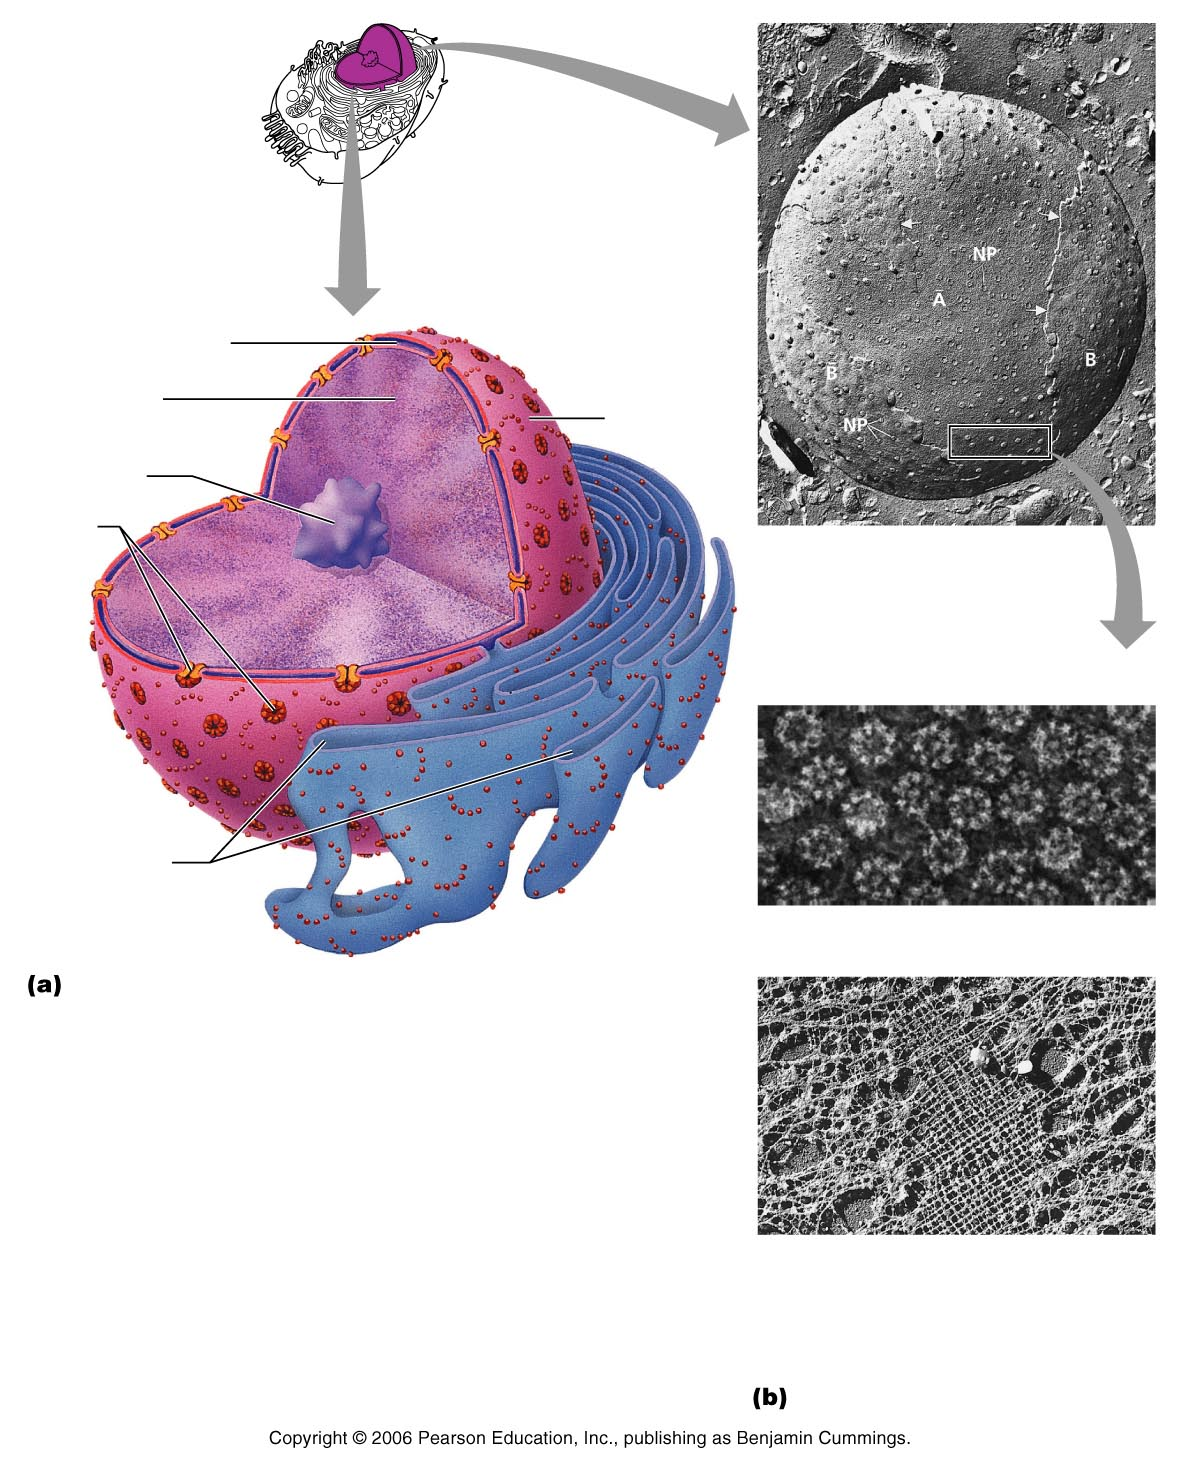 NP
A
B
B
NP
(a)
(b)
Copyright © 2006 Pearson Education, Inc., publishing as Benjamin Cummings.